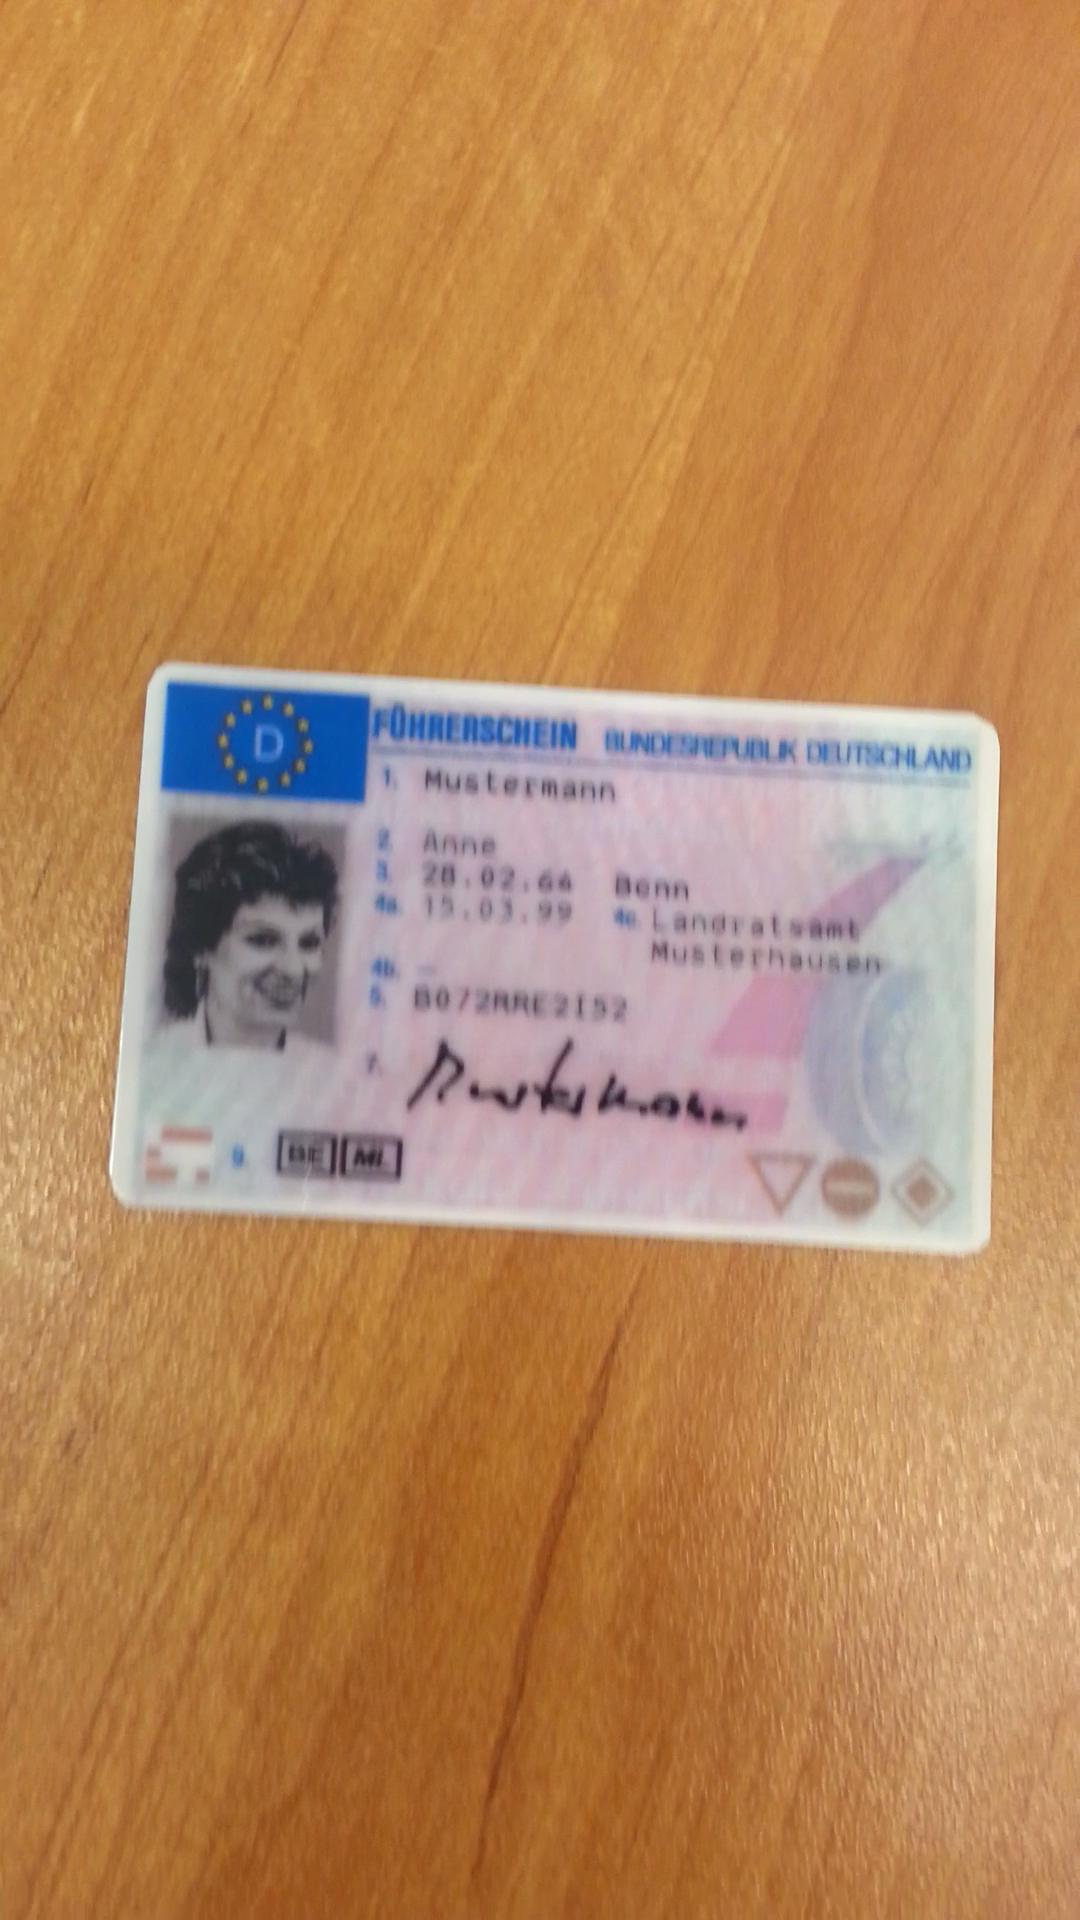 D
FÜHRERSCHEIN BUNDESREPUBLIK DEUTSCHLAND
1. Mustermann
2. Anne
3. 28.02.66 Bonn
4a. 15.03.99 4c. Landratsamt
Musterhausen
4b. –
5. B072RRE2I52
7. Mustermann
9. BE ML